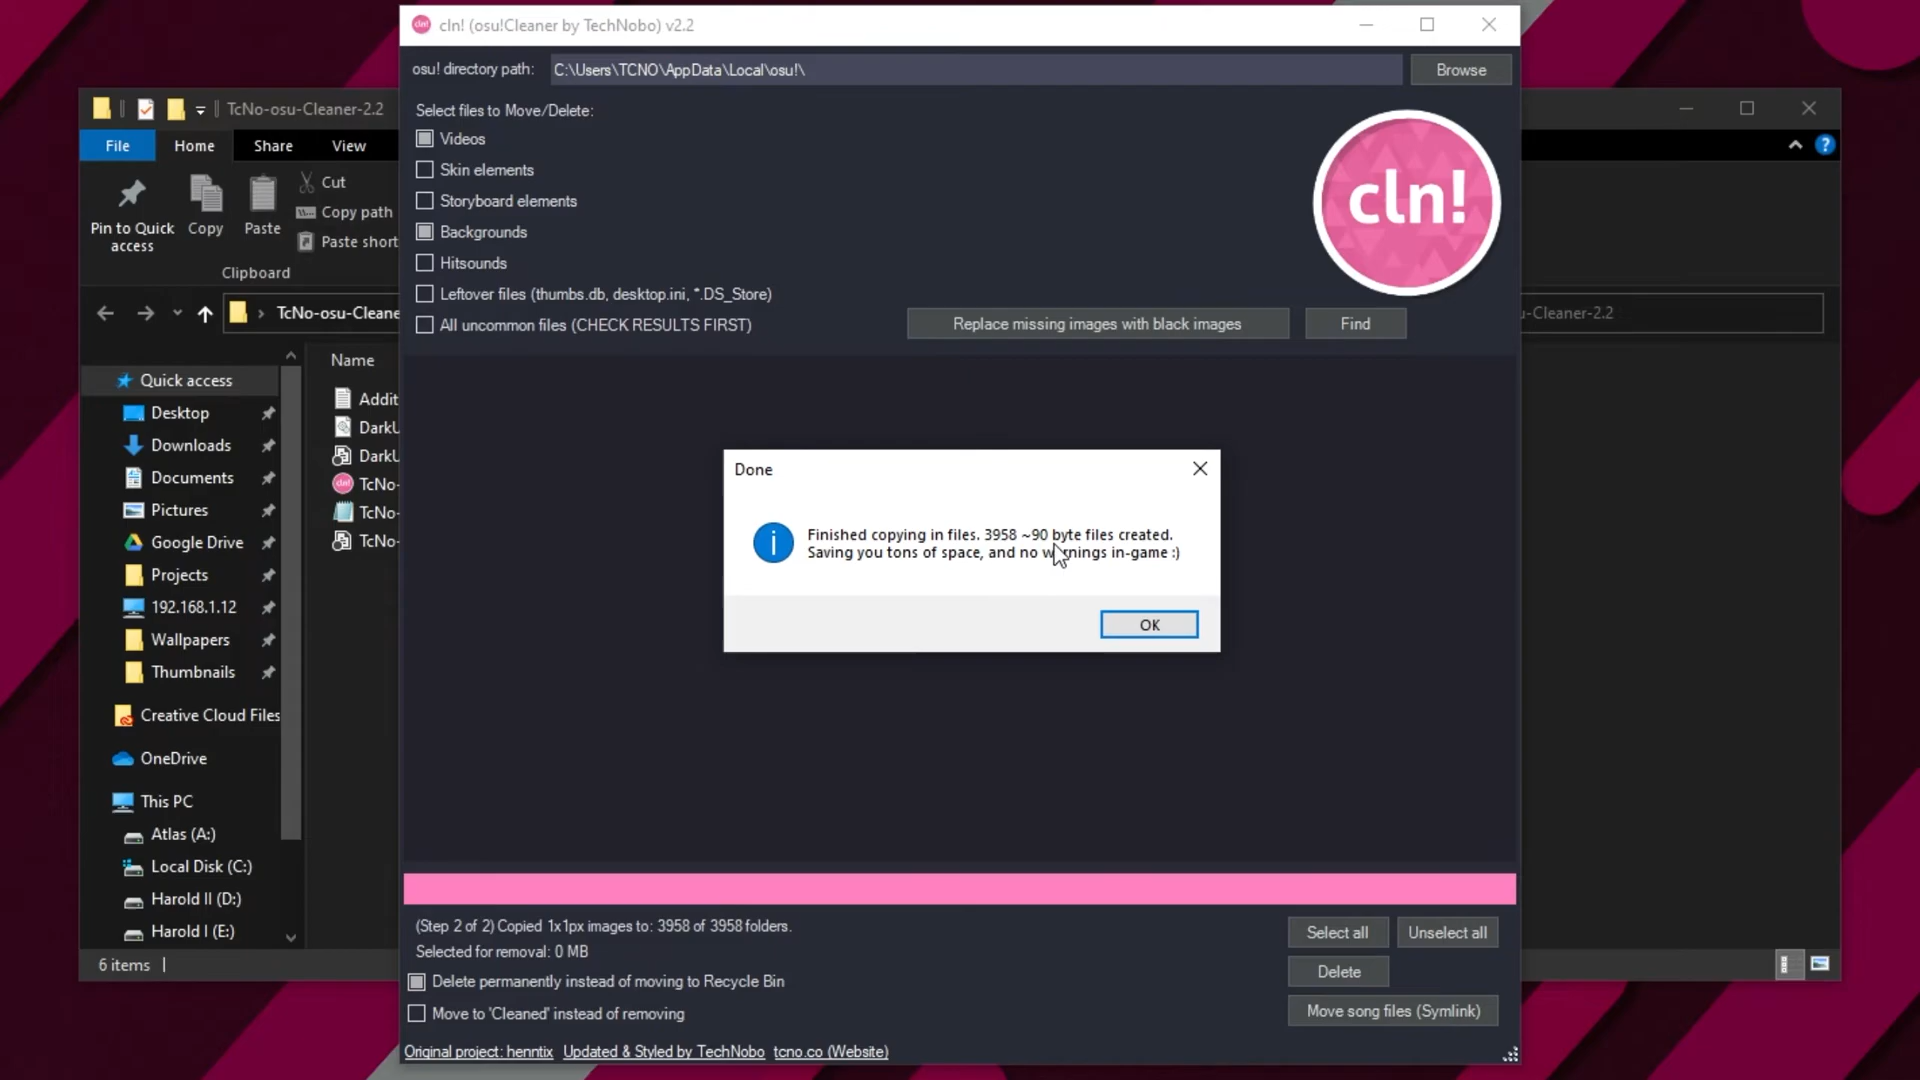 cln! (osu!Cleaner by TechNobo) v2.2
osu! directory path:
C:\Users\TCNO\AppData\Local\osu!\
Browse
Select files to Move/Delete:
Videos
Skin elements
Storyboard elements
Backgrounds
Hitsounds
Leftover files (thumbs.db, desktop.ini, *.DS_Store)
All uncommon files (CHECK RESULTS FIRST)
cln!
Replace missing images with black images
Find
TcNo-osu-Cleaner-2.2
File
Home
Share
View
Pin to Quick
access
Copy
Paste
Cut
Copy path
Paste short
Clipboard
TcNo-osu-Cleane
u-Cleaner-2.2
Name
Addit
DarkU
DarkU
TcNo-
TcNo-
TcNo-
Quick access
Desktop
Downloads
Documents
Pictures
Google Drive
Projects
192.168.1.12
Wallpapers
Thumbnails
Creative Cloud Files
OneDrive
This PC
Atlas (A:)
Local Disk (C:)
Harold II (D:)
Harold I (E:)
6 items
Done
Finished copying in files. 3958 ~90 byte files created.
Saving you tons of space, and no warnings in-game :)
OK
(Step 2 of 2) Copied 1x1px images to: 3958 of 3958 folders.
Selected for removal: 0 MB
Delete permanently instead of moving to Recycle Bin
Move to 'Cleaned' instead of removing
Select all
Unselect all
Delete
Move song files (Symlink)
Original project: henntix
Updated & Styled by TechNobo
tcno.co (Website)